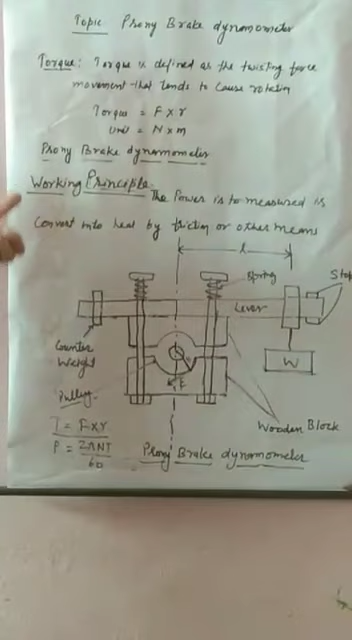 Topic Prony Brake dynamometer
Torque: Torque is defined as the twisting force
movement that tends to cause rotation
Torque = F x r
Unit = N x m
Prony Brake dynamometer
Working Principle - The Power is to measured is
Convert into heat by friction or other means
l
Spring
Stop
Lever
Counter
Weight
W
Pulley
F
T = F x r
P = 2πNT
60
Wooden Block
Prony Brake dynamometer